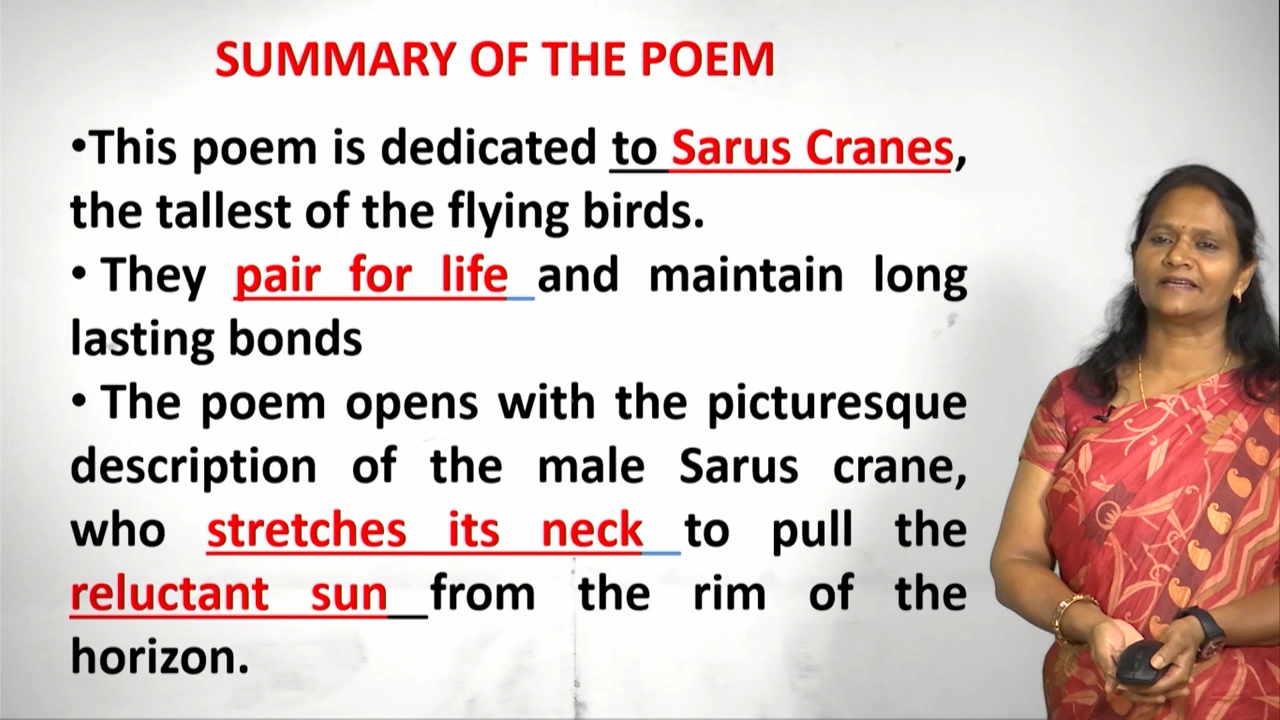 SUMMARY OF THE POEM
•This poem is dedicated to Sarus Cranes,
the tallest of the flying birds.
• They pair for life and maintain long
lasting bonds
• The poem opens with the picturesque
description of the male Sarus crane,
who stretches its neck to pull the
reluctant sun from the rim of the
horizon.